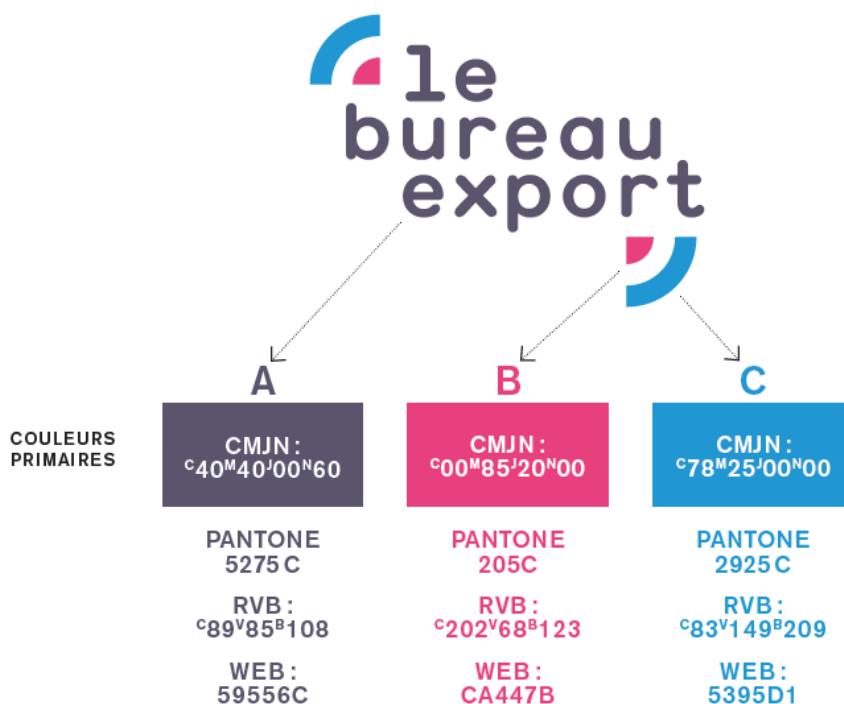 le
bureau
export
A
B
C
COULEURS
PRIMAIRES
CMJN :
C40M40J00N60
CMJN :
C00M85J20N00
CMJN :
C78M25J00N00
PANTONE
5275 C
PANTONE
205C
PANTONE
2925 C
RVB :
C89V85B108
RVB :
C202V68B123
RVB :
C83V149B209
WEB :
59556C
WEB :
CA447B
WEB :
5395D1